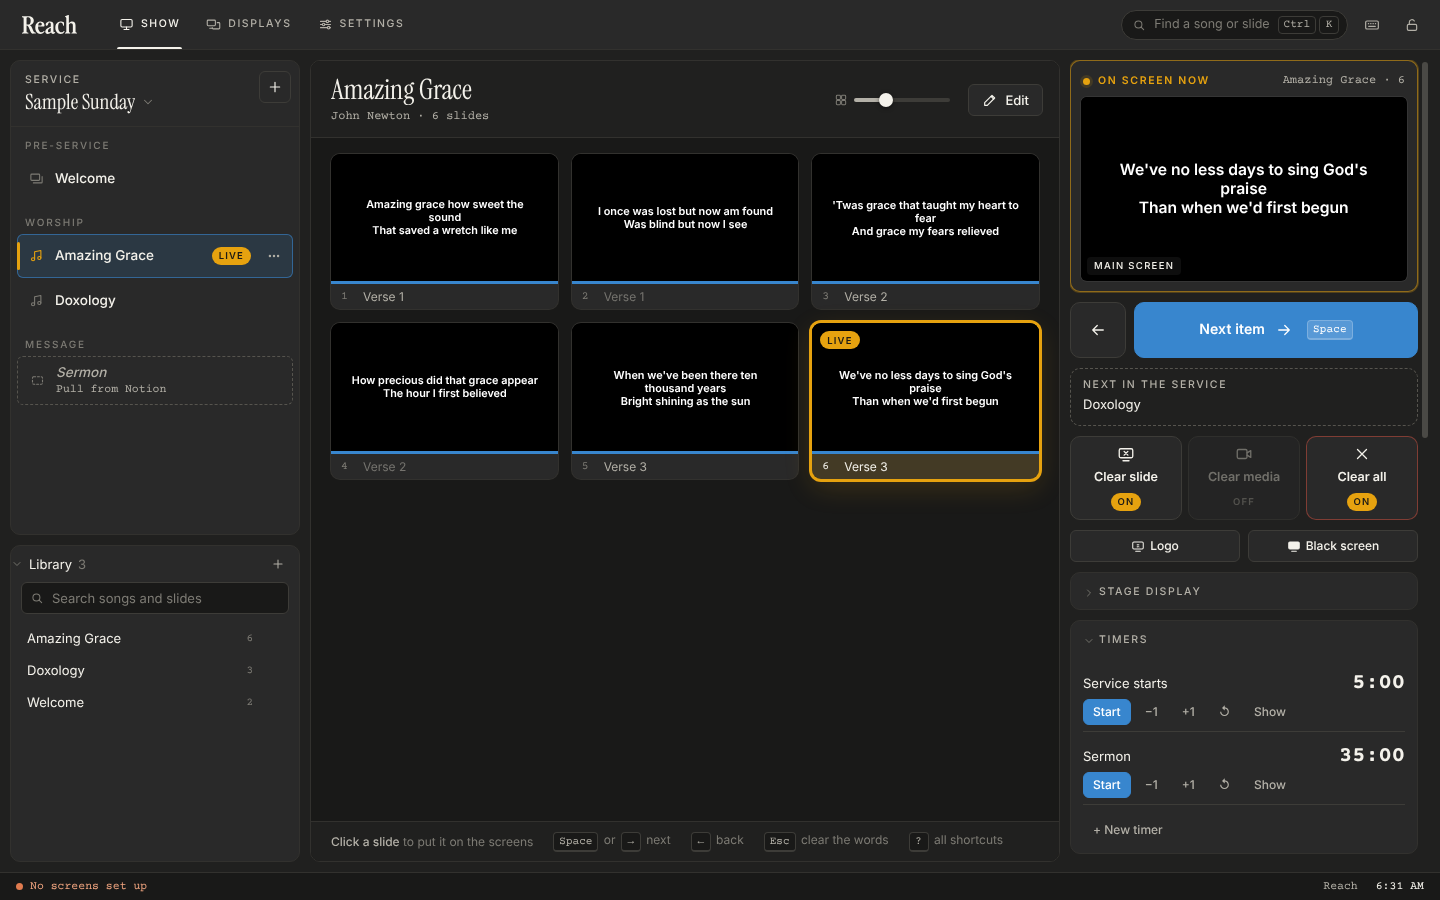 Reach
SHOW
DISPLAYS
SETTINGS
Find a song or slide
Ctrl
K
SERVICE
Sample Sunday
PRE-SERVICE
Welcome
WORSHIP
Amazing Grace
LIVE
Doxology
MESSAGE
Sermon
Pull from Notion
Library 3
Search songs and slides
Amazing Grace 6
Doxology 3
Welcome 2
Amazing Grace
John Newton · 6 slides
Edit
Amazing grace how sweet the
sound
That saved a wretch like me
1 Verse 1
I once was lost but now am found
Was blind but now I see
2 Verse 1
'Twas grace that taught my heart to
fear
And grace my fears relieved
3 Verse 2
How precious did that grace appear
The hour I first believed
4 Verse 2
When we've been there ten
thousand years
Bright shining as the sun
5 Verse 3
LIVE
We've no less days to sing God's
praise
Than when we'd first begun
6 Verse 3
Click a slide to put it on the screens
Space or → next
← back
Esc clear the words
? all shortcuts
ON SCREEN NOW
Amazing Grace · 6
We've no less days to sing God's
praise
Than when we'd first begun
MAIN SCREEN
←
Next item → Space
NEXT IN THE SERVICE
Doxology
Clear slide
ON
Clear media
OFF
Clear all
ON
Logo
Black screen
STAGE DISPLAY
TIMERS
Service starts 5:00
Start −1 +1 Show
Sermon 35:00
Start −1 +1 Show
+ New timer
No screens set up
Reach 6:31 AM